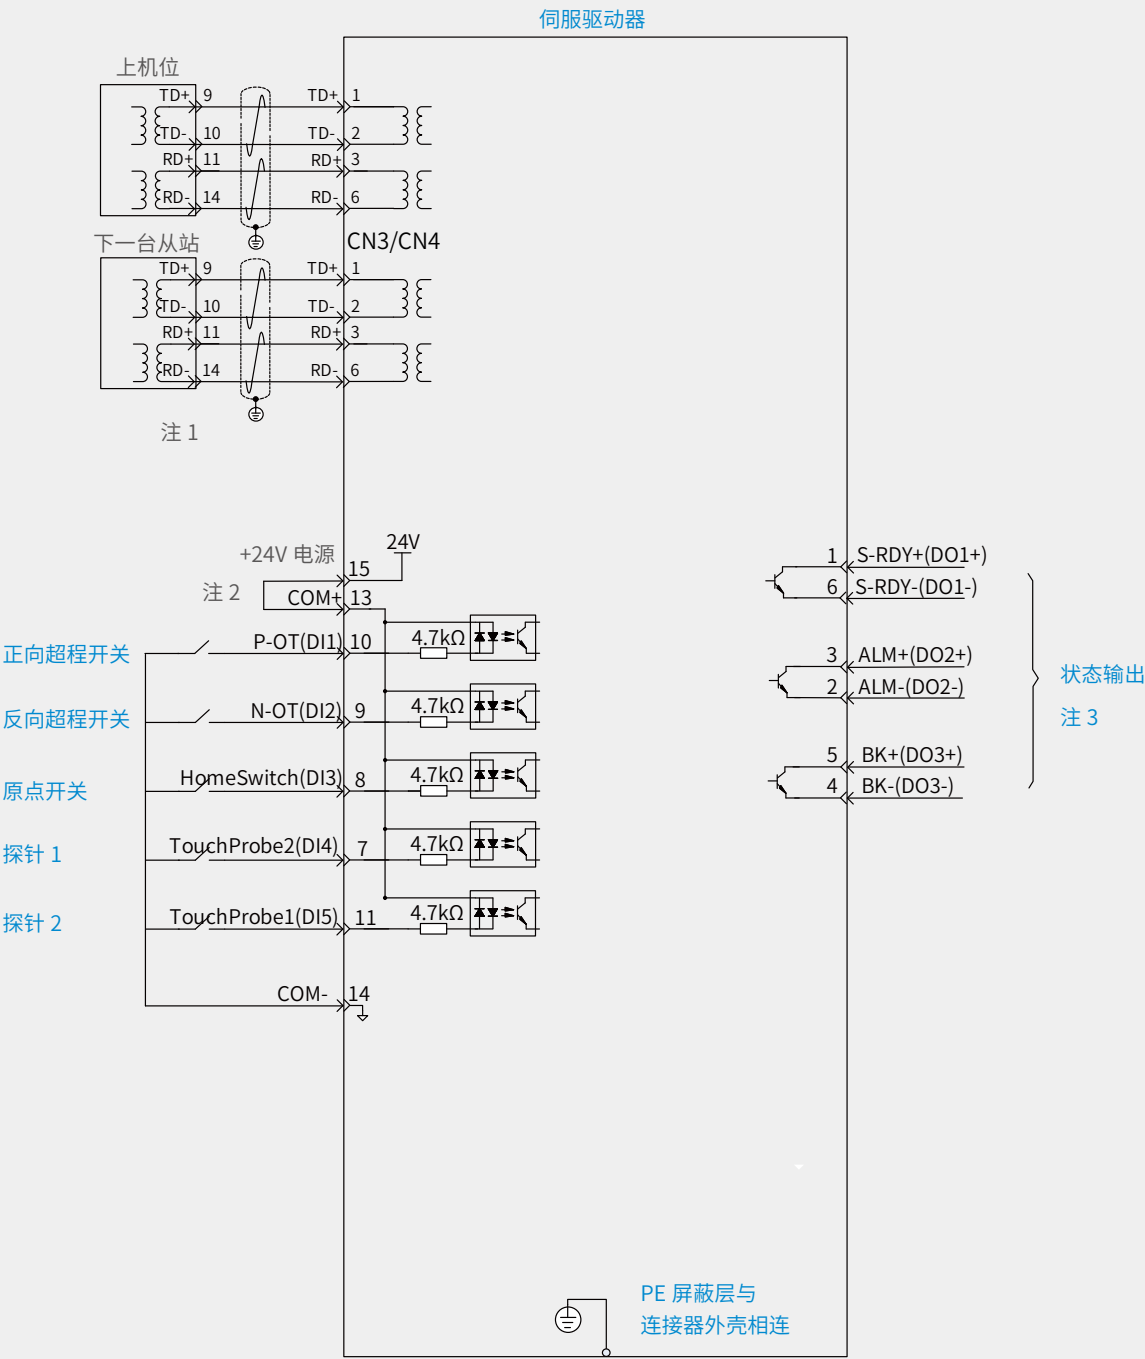 伺服驱动器
上机位
TD+ 9 TD+ 1
TD- 10 TD- 2
RD+ 11 RD+ 3
RD- 14 RD- 6
CN3/CN4
下一台从站
TD+ 9 TD+ 1
TD- 10 TD- 2
RD+ 11 RD+ 3
RD- 14 RD- 6
注 1
24V
+24V 电源
15
注 2
COM+ 13
正向超程开关 P-OT(DI1) 10 4.7kΩ
反向超程开关 N-OT(DI2) 9 4.7kΩ
原点开关 HomeSwitch(DI3) 8 4.7kΩ
探针 1 TouchProbe2(DI4) 7 4.7kΩ
探针 2 TouchProbe1(DI5) 11 4.7kΩ
COM- 14
1 S-RDY+(DO1+)
6 S-RDY-(DO1-)
3 ALM+(DO2+)
2 ALM-(DO2-)
5 BK+(DO3+)
4 BK-(DO3-)
状态输出
注 3
PE 屏蔽层与
连接器外壳相连